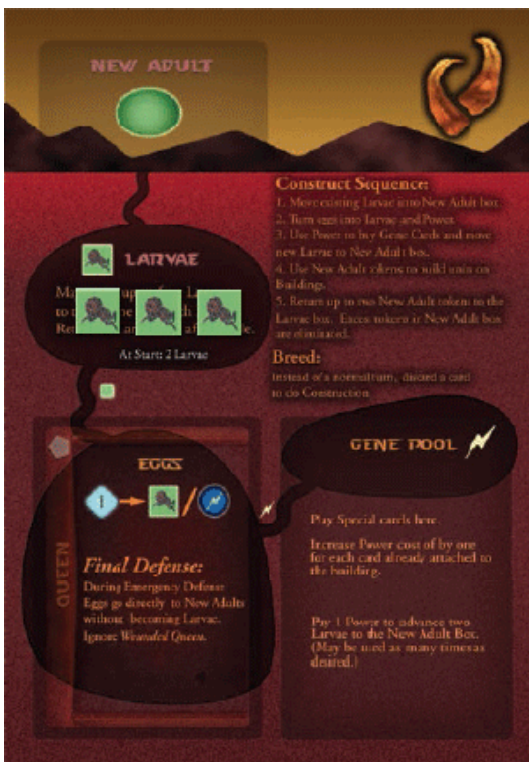 NEW ADULT
Construct Sequence:
1. Move existing Larvae into New Adult box.
2. Turn eggs into Larvae and Power
3. Use Power to buy Gene Cards and move
new Larvae to New Adult box.
4. Use New Adult tokens to build units on
Buildings.
5. Return up to two New Adult tokens to the
Larvae box. Excess tokens in New Adult box
are eliminated.
Breed:
Instead of a normal turn, discard a card
to do Construction
LARVAE
At Start: 2 Larvae
EGGS
1
/
Final Defense:
During Emergency Defense
Eggs go directly to New Adults
without becoming Larvae.
Ignore Wounded Queen.
QUEEN
GENE POOL
Play Special cards here.
Increase Power cost of by one
for each card already attached to
the building.
Pay 1 Power to advance two
Larvae to the New Adult Box.
(May be used as many times as
desired.)